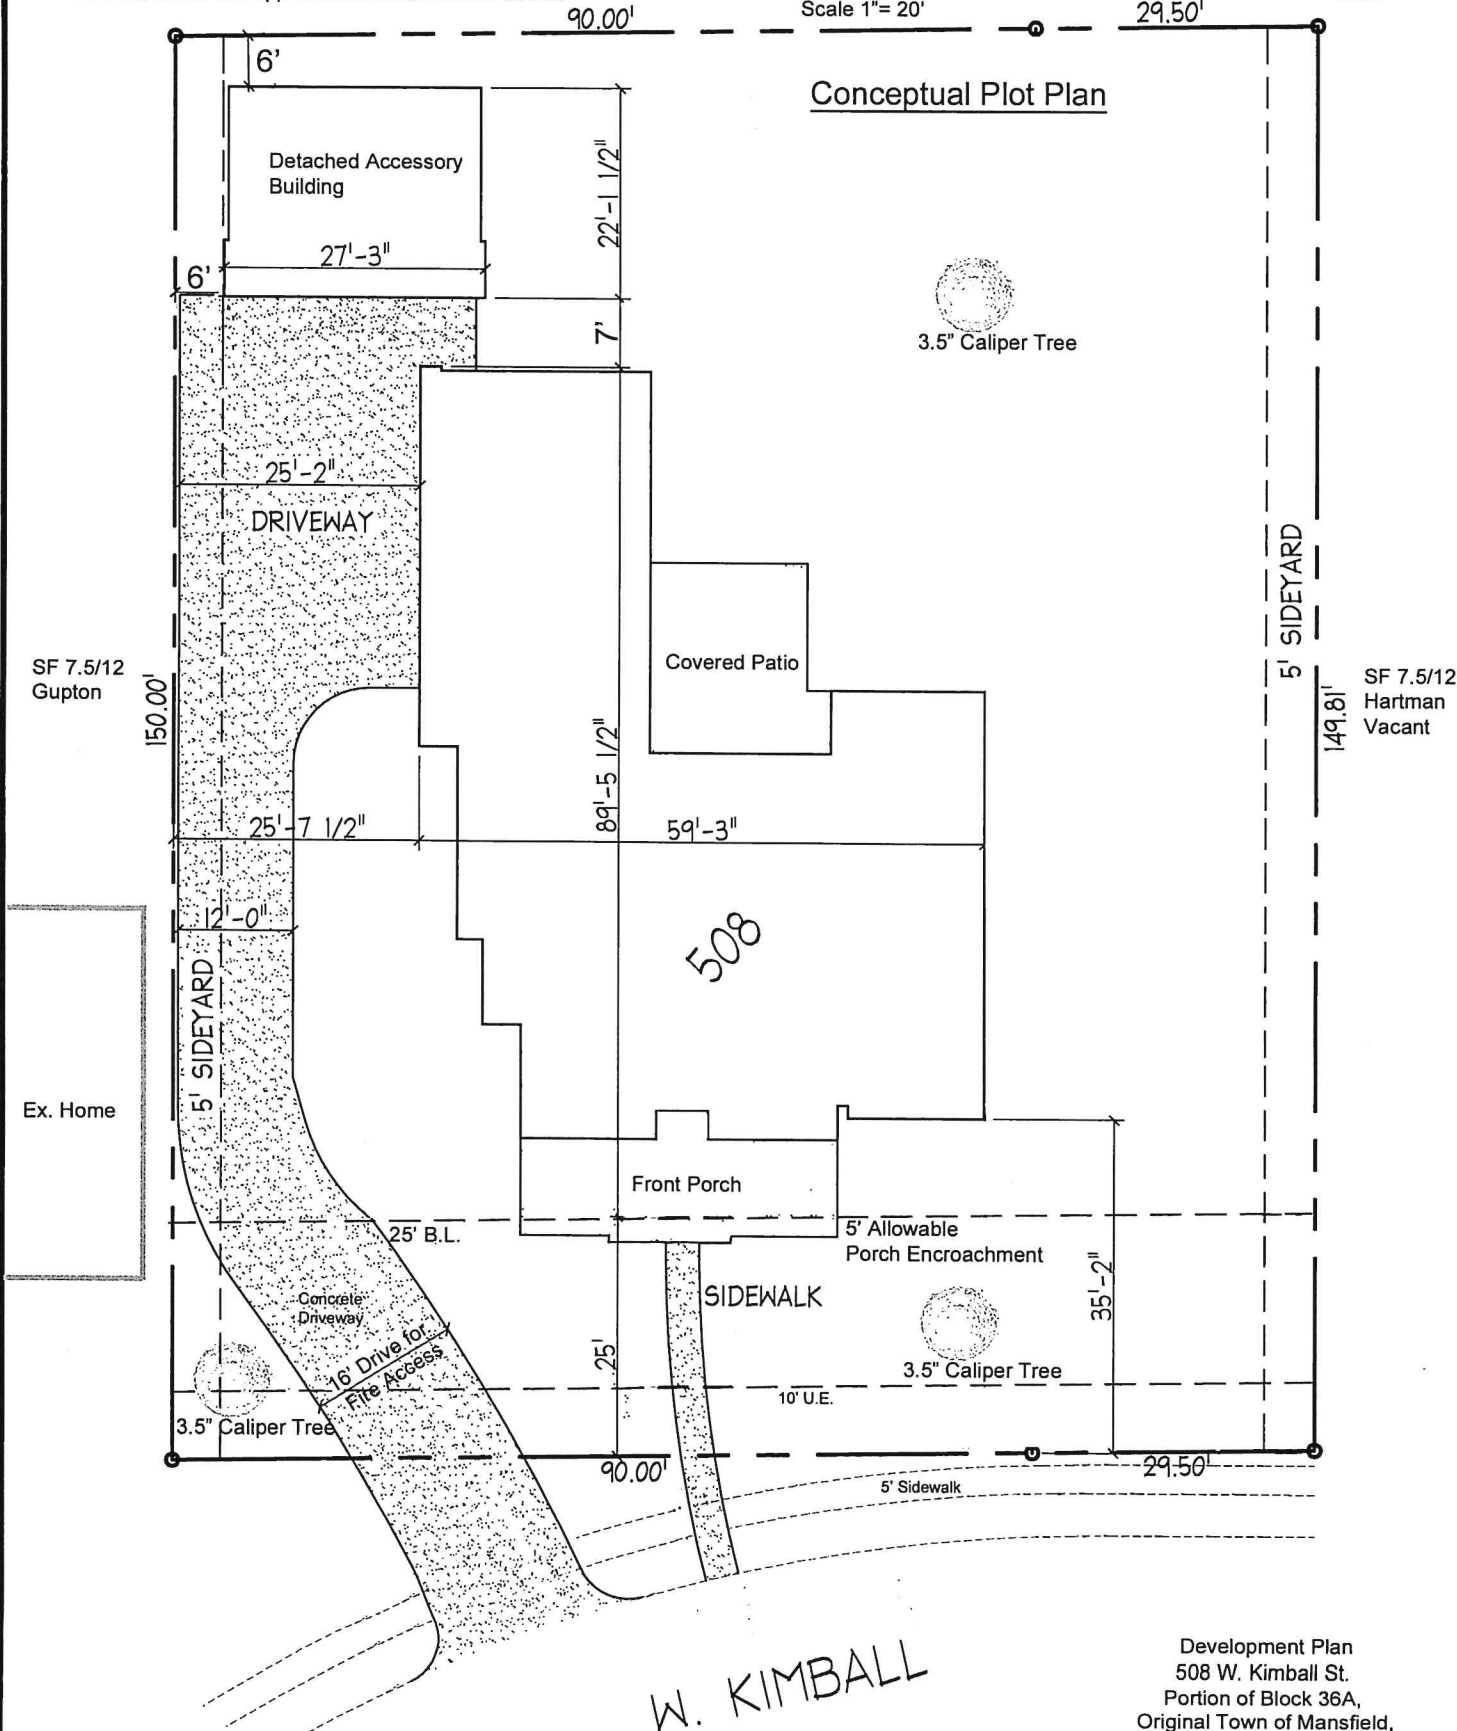 90.00'
Scale 1"= 20'
29.50'
6'
Conceptual Plot Plan
Detached Accessory
Building
22'-1 1/2"
27'-3"
6'
7'
3.5" Caliper Tree
25'-2"
DRIVEWAY
5' SIDEYARD
SF 7.5/12
Gupton
150.00'
Covered Patio
149.81'
SF 7.5/12
Hartman
Vacant
89'-5 1/2"
25'-7 1/2"
59'-3"
12'-0"
508
5' SIDEYARD
Ex. Home
Front Porch
25' B.L.
5' Allowable
Porch Encroachment
Concrete
Driveway
SIDEWALK
35'-2"
16' Drive for
Fire Access
25'
3.5" Caliper Tree
10' U.E.
3.5" Caliper Tree
90.00'
29.50'
5' Sidewalk
W. KIMBALL
Development Plan
508 W. Kimball St.
Portion of Block 36A,
Original Town of Mansfield,